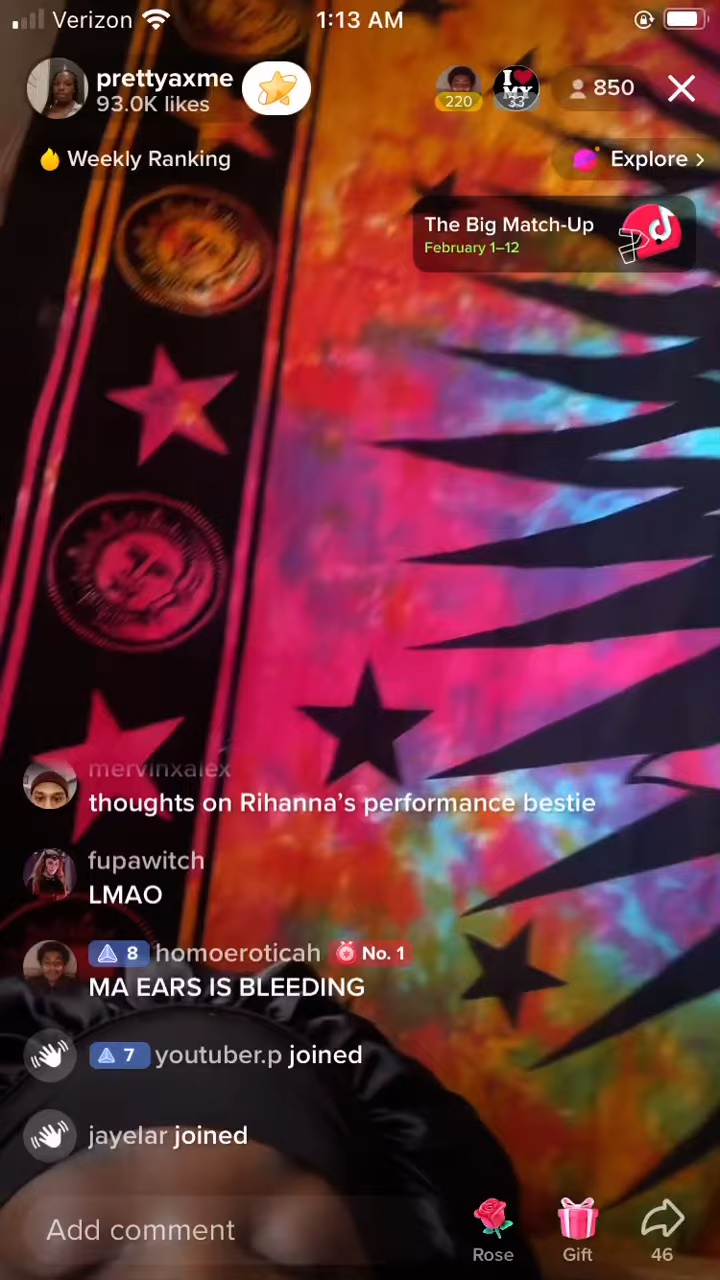 Verizon 1:13 AM
prettyaxme
93.0K likes
220
I ❤ MY
33
850
Weekly Ranking
Explore >
The Big Match-Up
February 1–12
mervinxalex
thoughts on Rihanna's performance bestie
fupawitch
LMAO
8 homoeroticah No. 1
MA EARS IS BLEEDING
7 youtuber.p joined
jayelar joined
Add comment
Rose
Gift
46